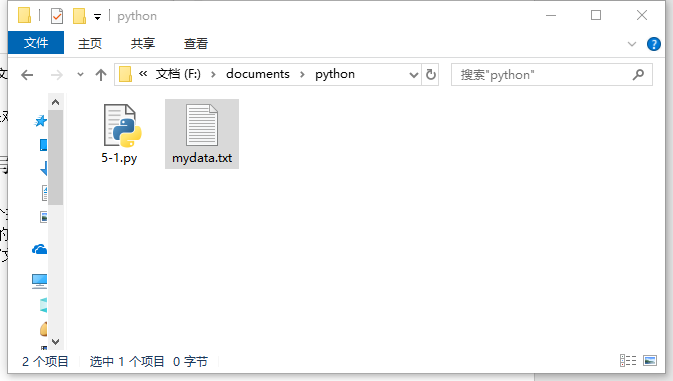 python
文件 主页 共享 查看
« 文档 (F:) documents python 搜索"python"
5-1.py mydata.txt
2 个项目 选中 1 个项目 0 字节